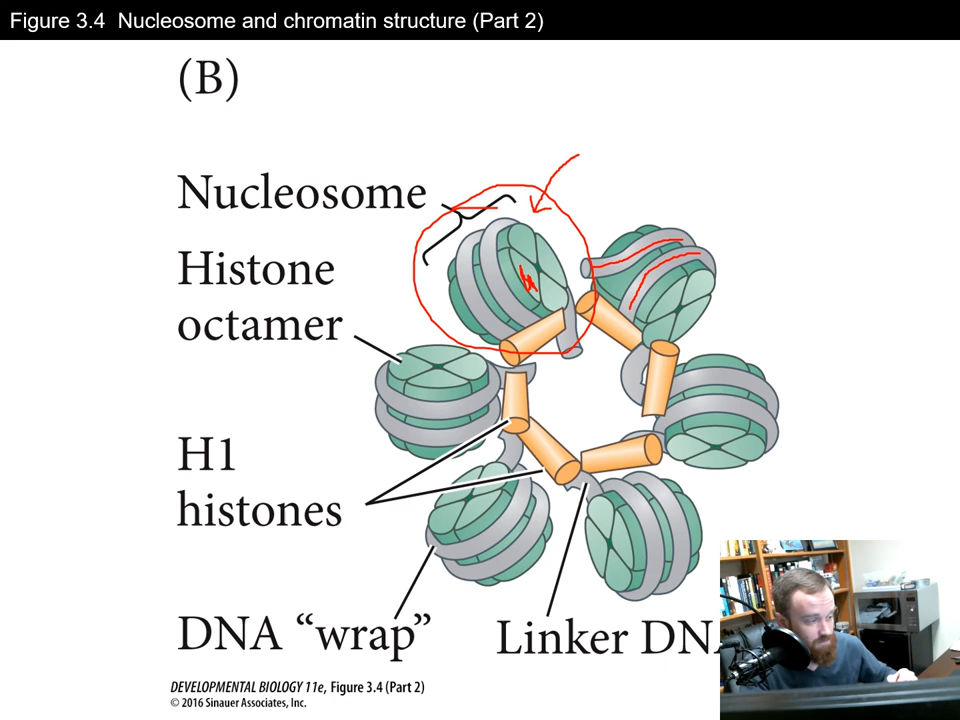 Figure 3.4 Nucleosome and chromatin structure (Part 2)
(B)
Nucleosome
Histone
octamer
H1
histones
DNA “wrap”
Linker DN
DEVELOPMENTAL BIOLOGY 11e, Figure 3.4 (Part 2)
© 2016 Sinauer Associates, Inc.